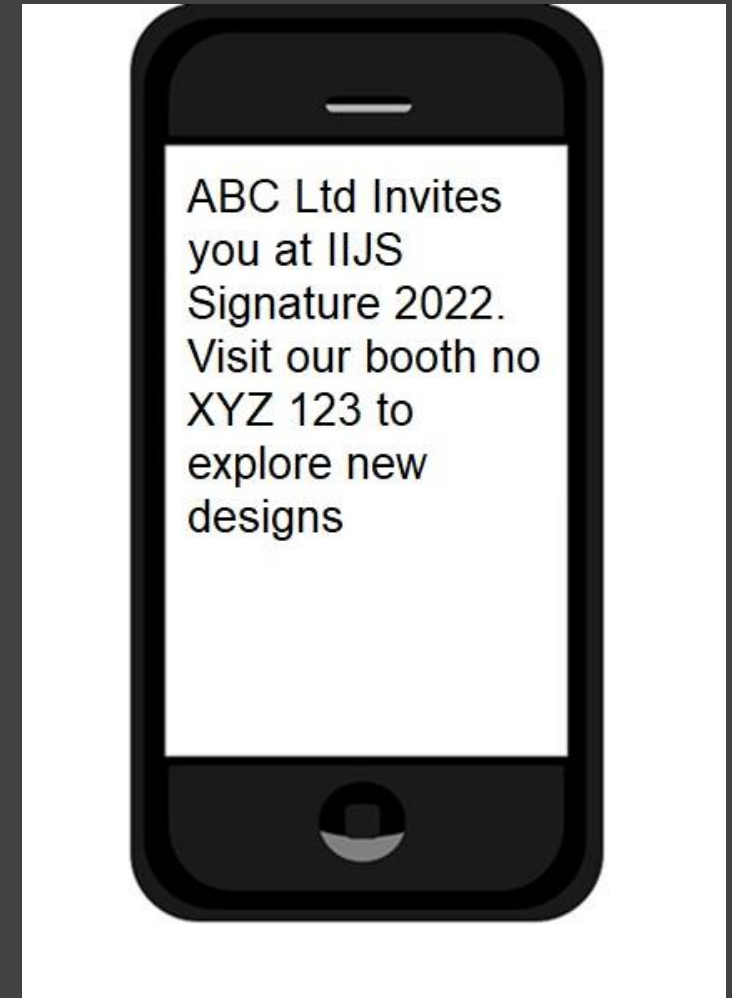 ABC Ltd Invites
you at IIJS
Signature 2022.
Visit our booth no
XYZ 123 to
explore new
designs